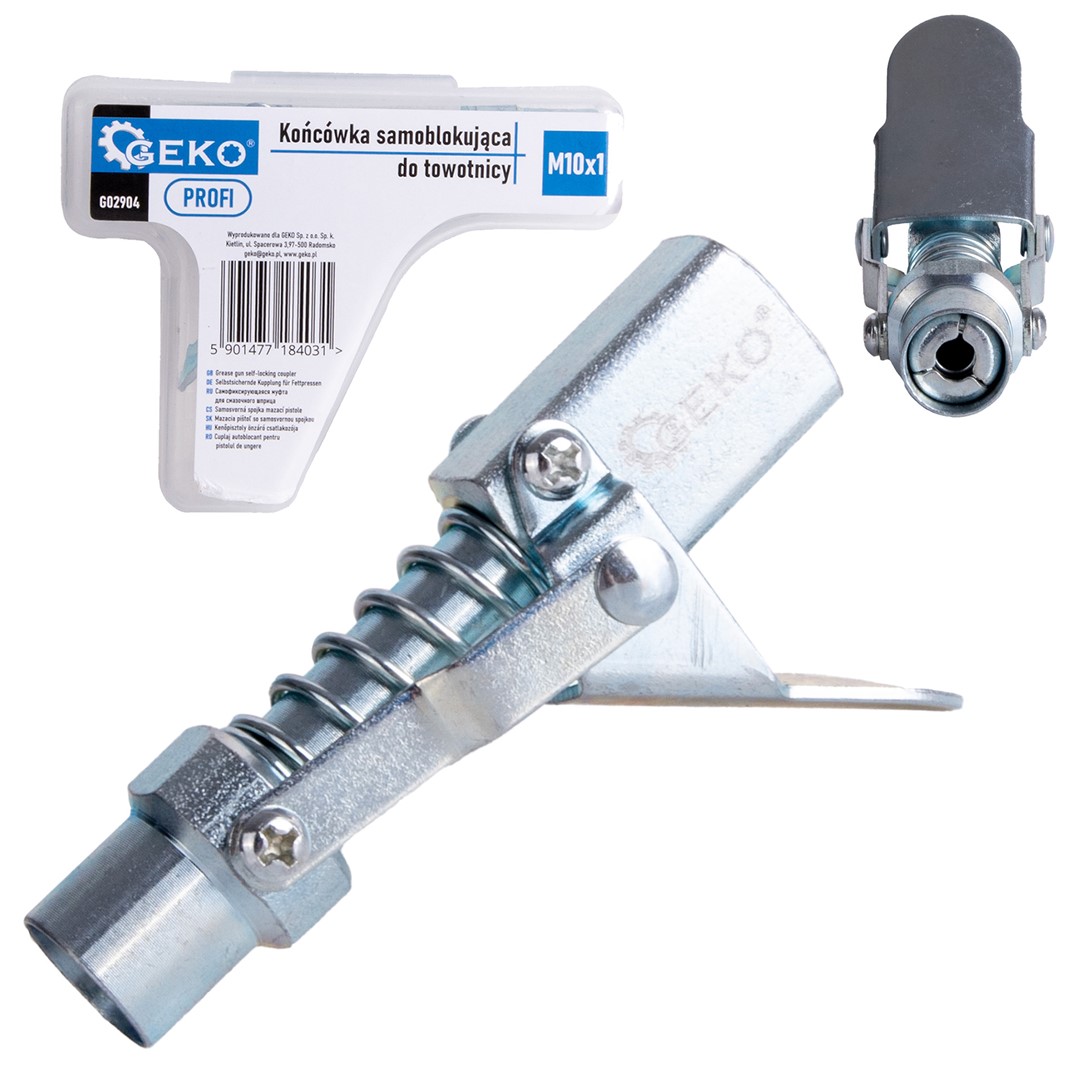 GEKO®
G02904
PROFI
Końcówka samoblokująca
do towotnicy
M10x1
Wyprodukowane dla GEKO Sp. z o.o. Sp. k.
Kietlin, ul. Spacerowa 3, 97-500 Radomsko
geko@geko.pl, www.geko.pl
5 901477 184031 >
GB Grease gun self-locking coupler
DE Selbstsichernde Kupplung für Fettpressen
RU Самофиксирующаяся муфта
для смазочного шприца
CS Samosvorná spojka mazací pistole
SK Mazacia pištoľ so samosvornou spojkou
HU Kenőpisztoly önzáró csatlakozója
RO Cuplaj autoblocant pentru
pistolul de ungere
GEKO®